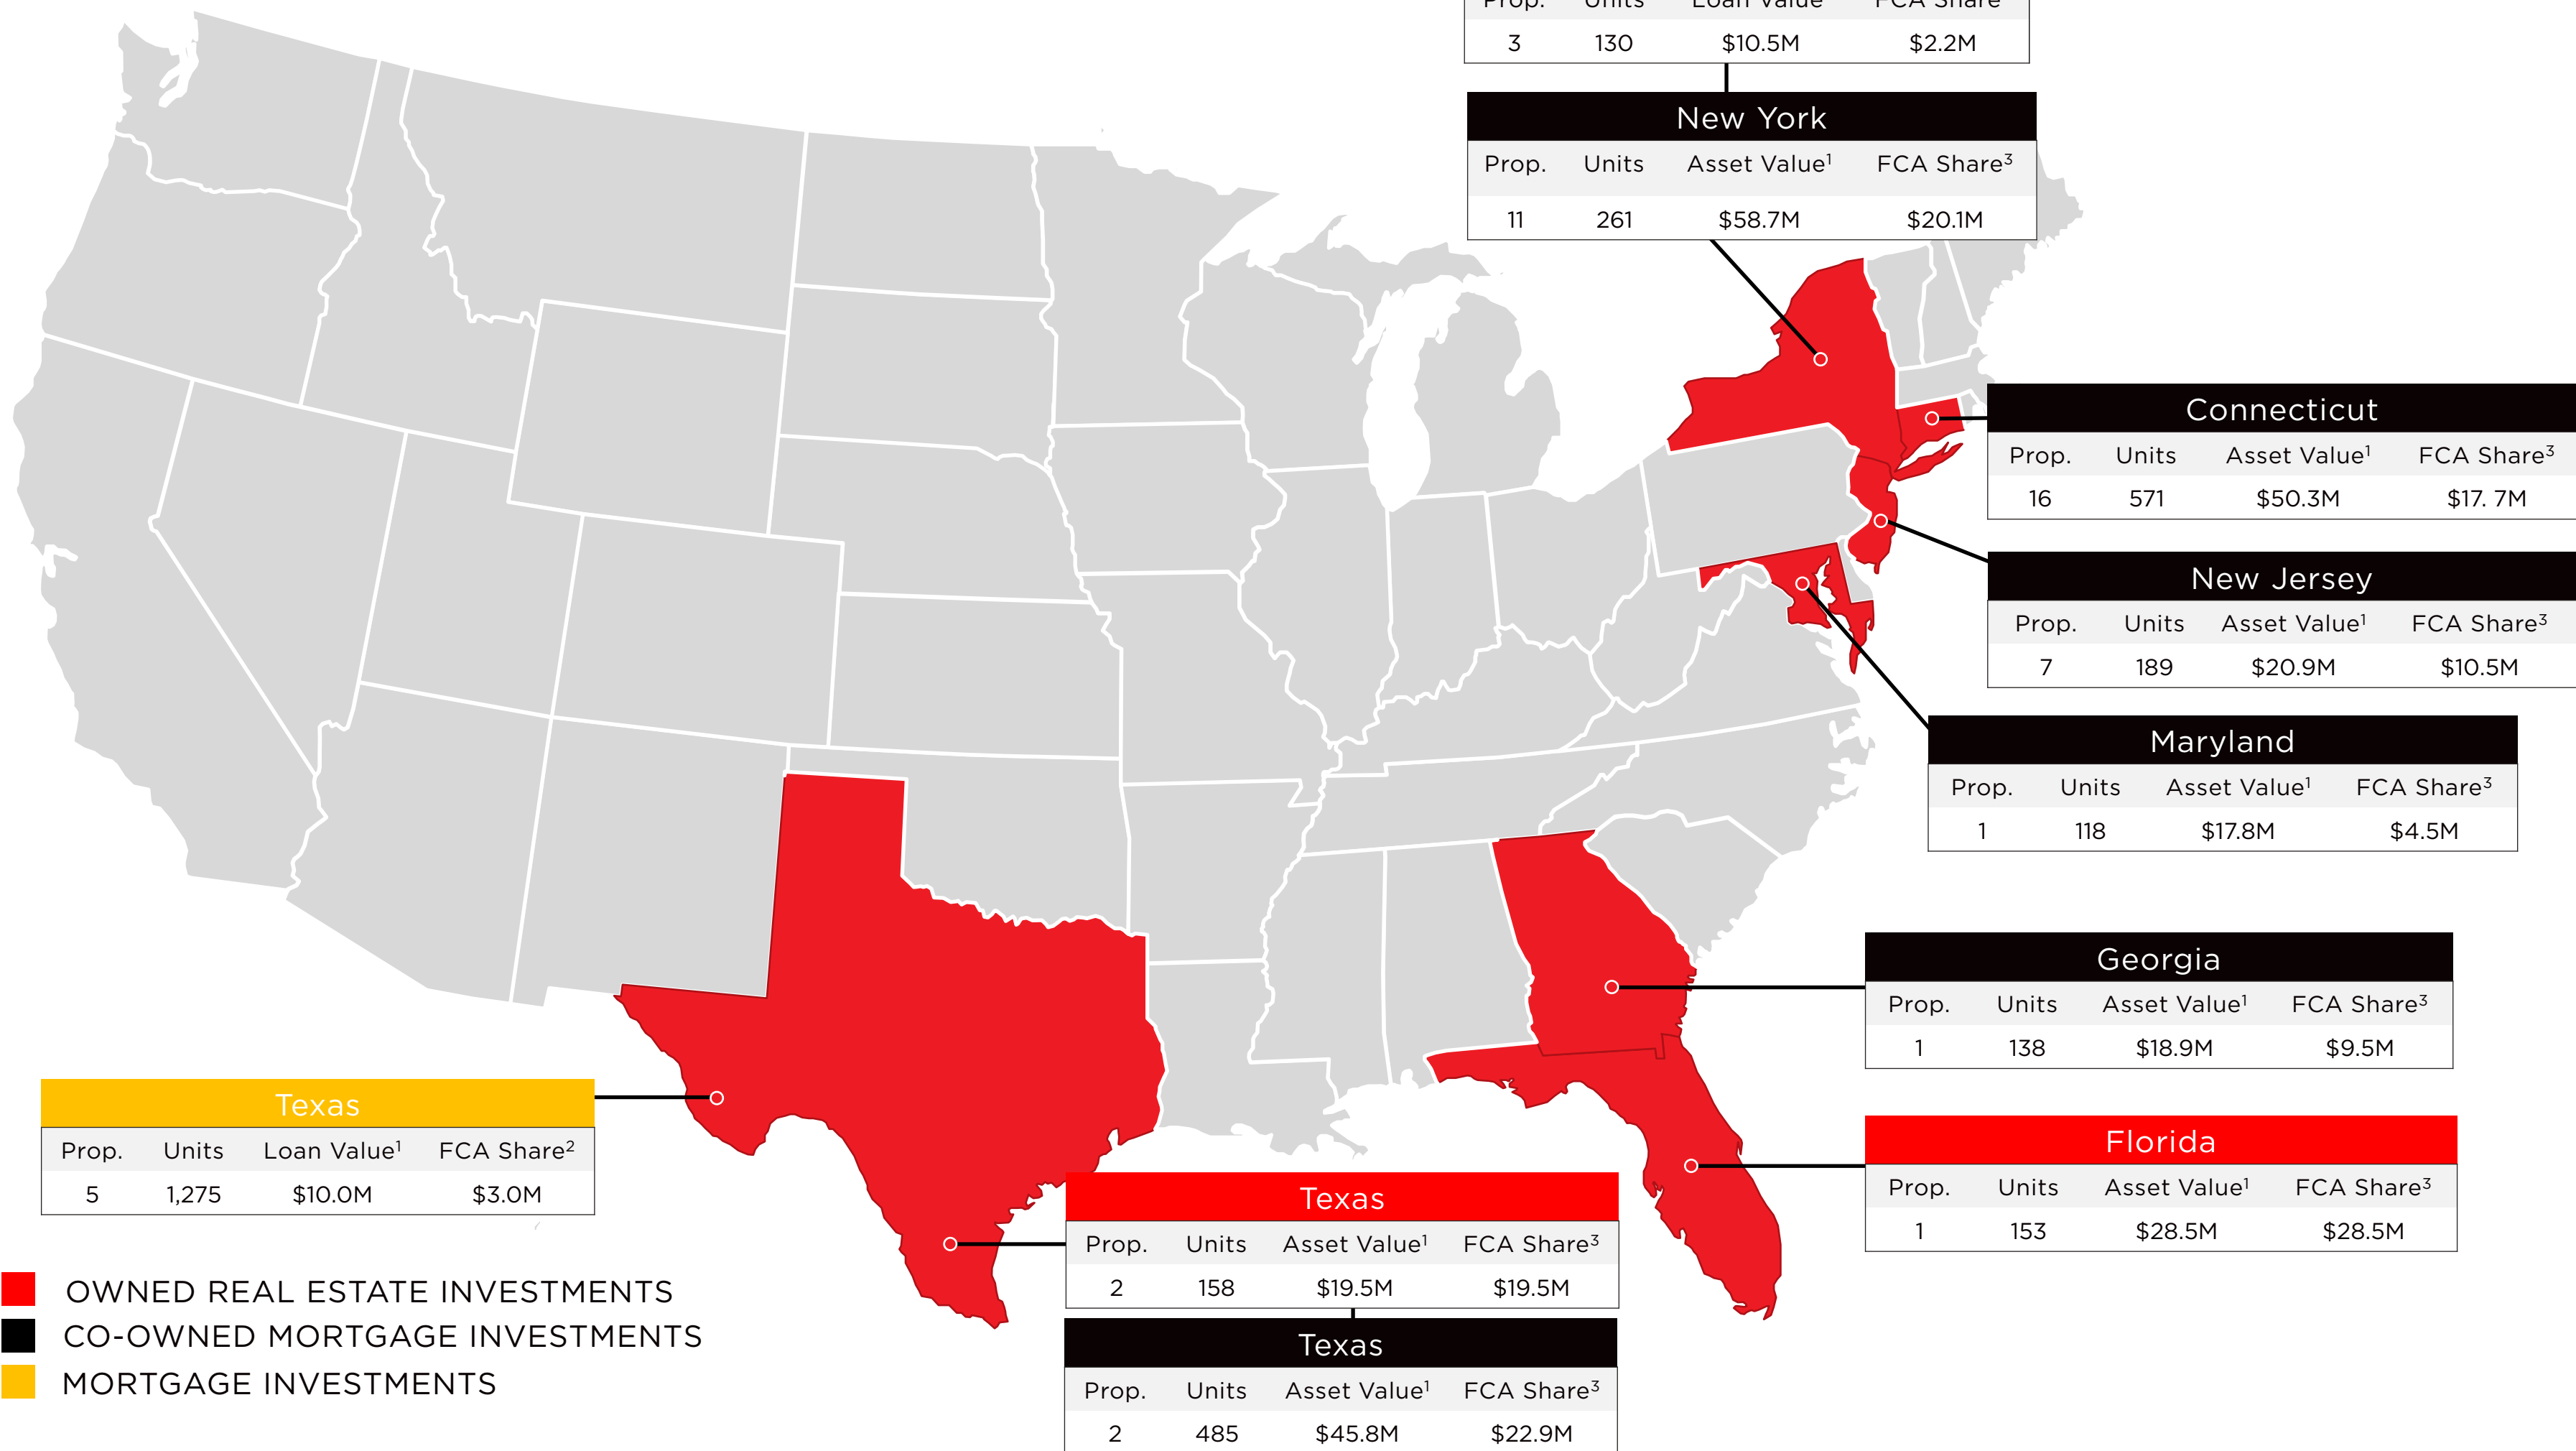 Prop. Units Loan Value FCA Share
3 130 $10.5M $2.2M
New York
Prop. Units Asset Value¹ FCA Share³
11 261 $58.7M $20.1M
Connecticut
Prop. Units Asset Value¹ FCA Share³
16 571 $50.3M $17. 7M
New Jersey
Prop. Units Asset Value¹ FCA Share³
7 189 $20.9M $10.5M
Maryland
Prop. Units Asset Value¹ FCA Share³
1 118 $17.8M $4.5M
Georgia
Prop. Units Asset Value¹ FCA Share³
1 138 $18.9M $9.5M
Florida
Prop. Units Asset Value¹ FCA Share³
1 153 $28.5M $28.5M
Texas
Prop. Units Loan Value¹ FCA Share²
5 1,275 $10.0M $3.0M
Texas
Prop. Units Asset Value¹ FCA Share³
2 158 $19.5M $19.5M
Texas
Prop. Units Asset Value¹ FCA Share³
2 485 $45.8M $22.9M
OWNED REAL ESTATE INVESTMENTS
CO-OWNED MORTGAGE INVESTMENTS
MORTGAGE INVESTMENTS